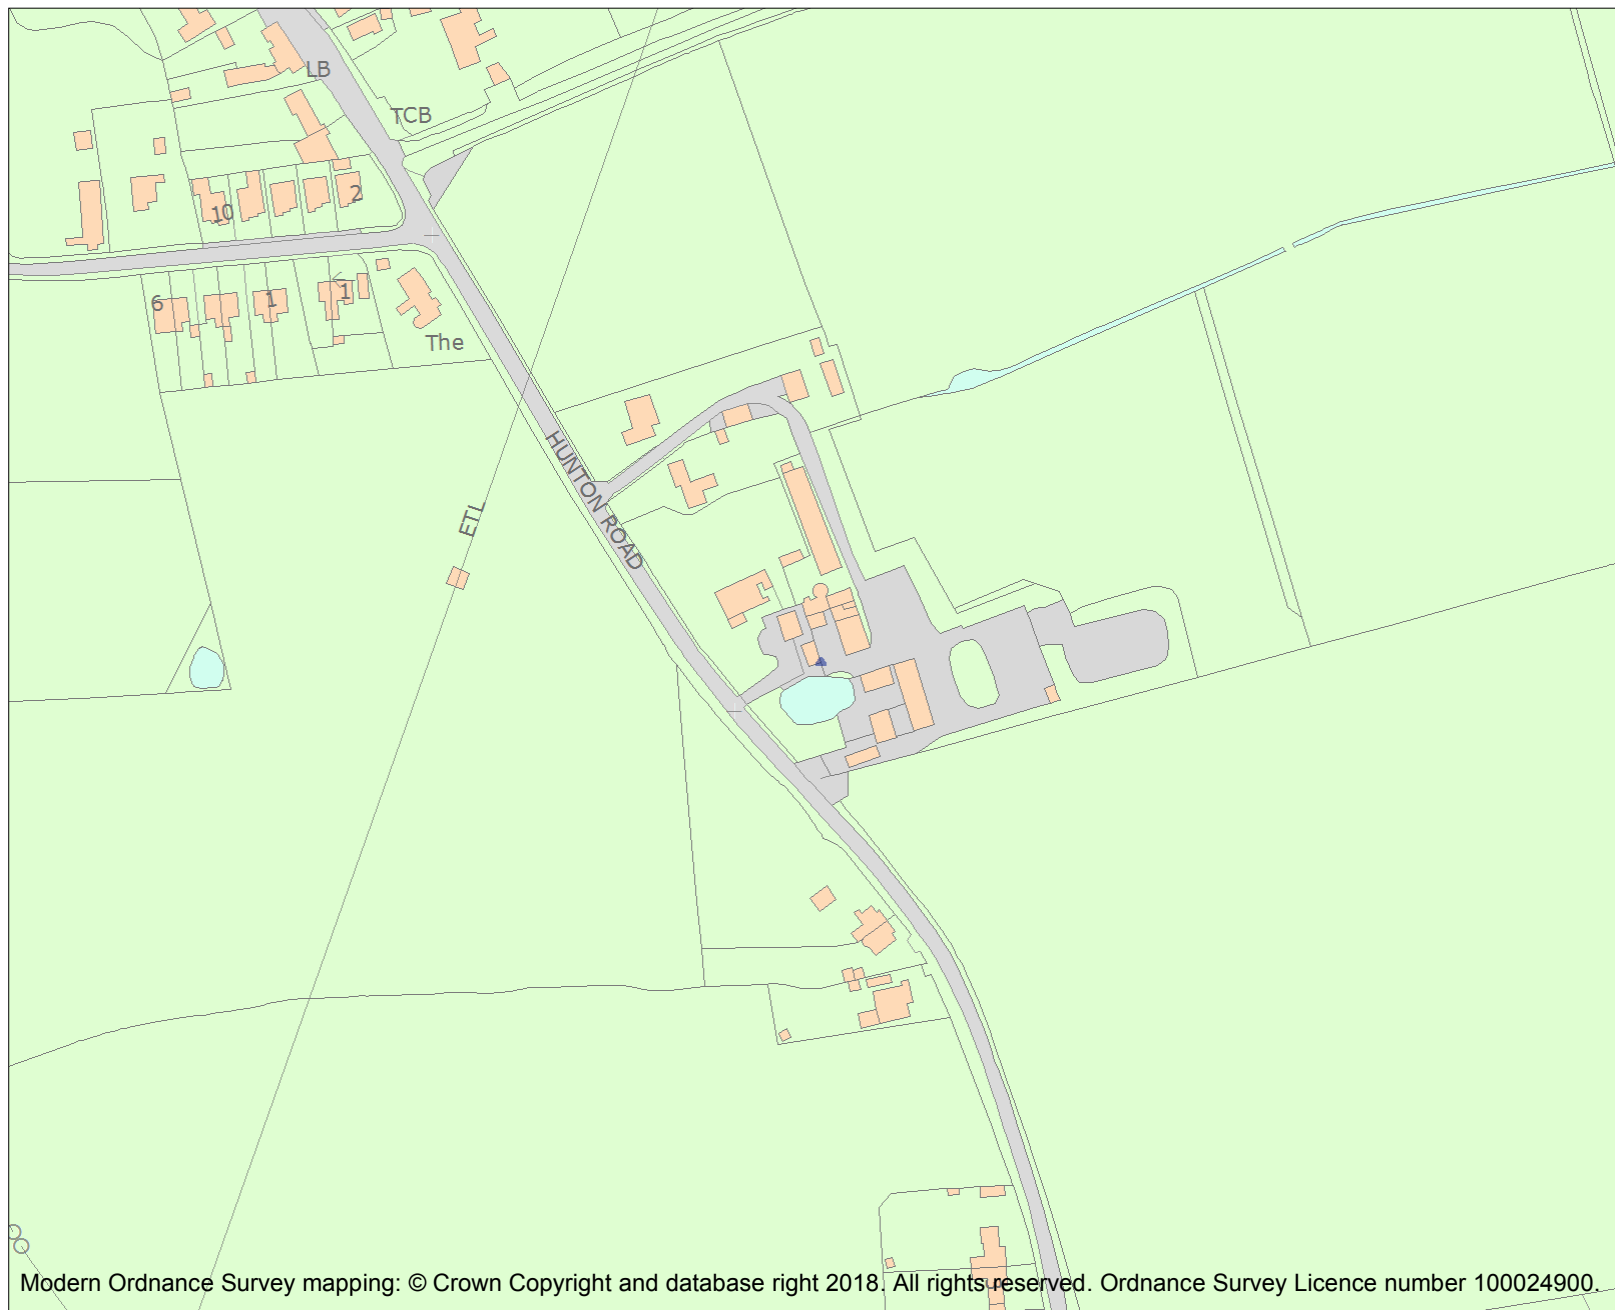 LB
TCB
2
10
6
1
1
The
HUNTON ROAD
ETL
Modern Ordnance Survey mapping: © Crown Copyright and database right 2018. All rights reserved. Ordnance Survey Licence number 100024900.